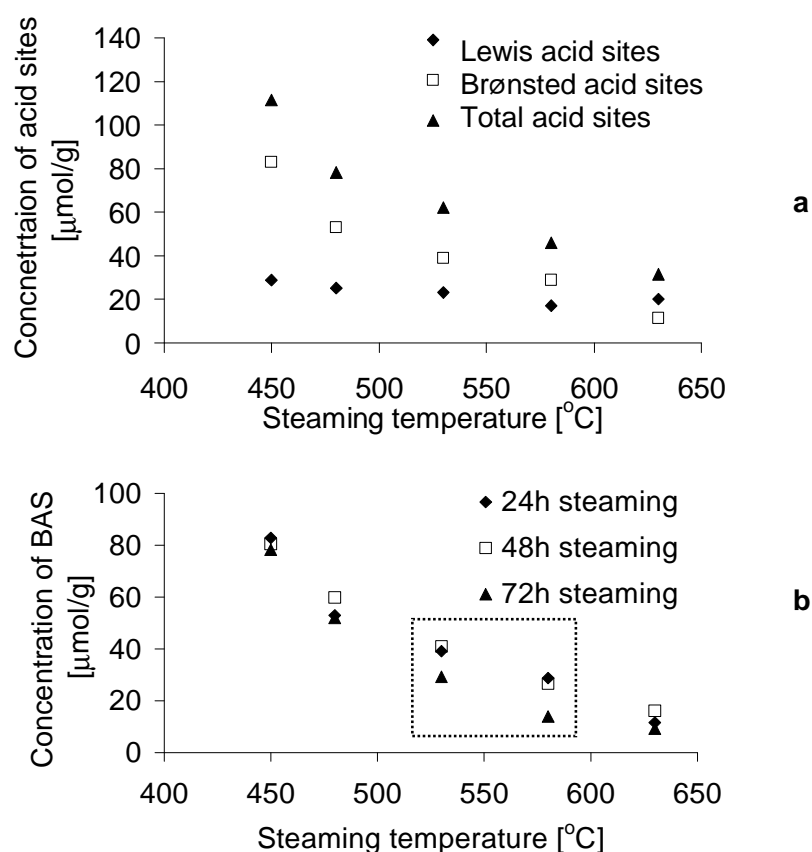 Concnetrtaion of acid sites
[μmol/g]
140
120
100
80
60
40
20
0
Lewis acid sites
Brønsted acid sites
Total acid sites
a
400 450 500 550 600 650
Steaming temperature [°C]
Concentration of BAS
[μmol/g]
100
80
60
40
20
0
24h steaming
48h steaming
72h steaming
b
400 450 500 550 600 650
Steaming temperature [°C]